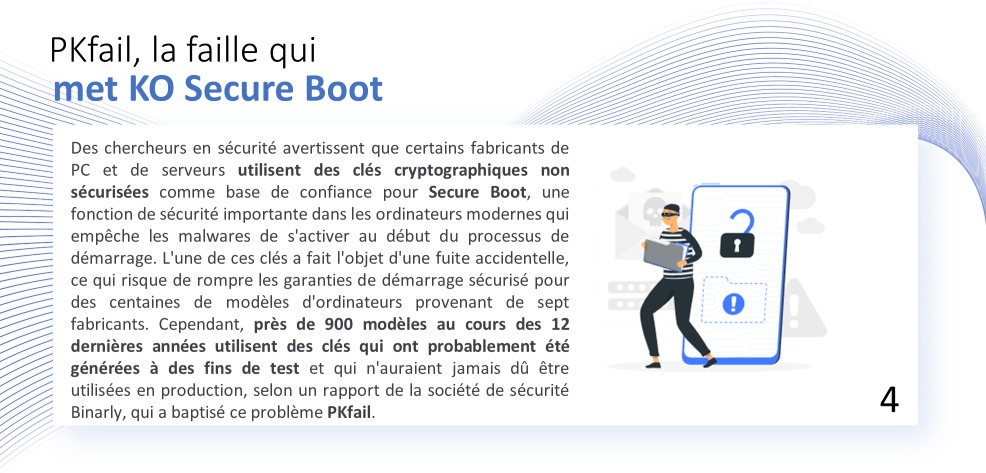 PKfail, la faille qui
met KO Secure Boot
Des chercheurs en sécurité avertissent que certains fabricants de
PC et de serveurs utilisent des clés cryptographiques non
sécurisées comme base de confiance pour Secure Boot, une
fonction de sécurité importante dans les ordinateurs modernes qui
empêche les malwares de s'activer au début du processus de
démarrage. L'une de ces clés a fait l'objet d'une fuite accidentelle,
ce qui risque de rompre les garanties de démarrage sécurisé pour
des centaines de modèles d'ordinateurs provenant de sept
fabricants. Cependant, près de 900 modèles au cours des 12
dernières années utilisent des clés qui ont probablement été
générées à des fins de test et qui n'auraient jamais dû être
utilisées en production, selon un rapport de la société de sécurité
Binarly, qui a baptisé ce problème PKfail.
4